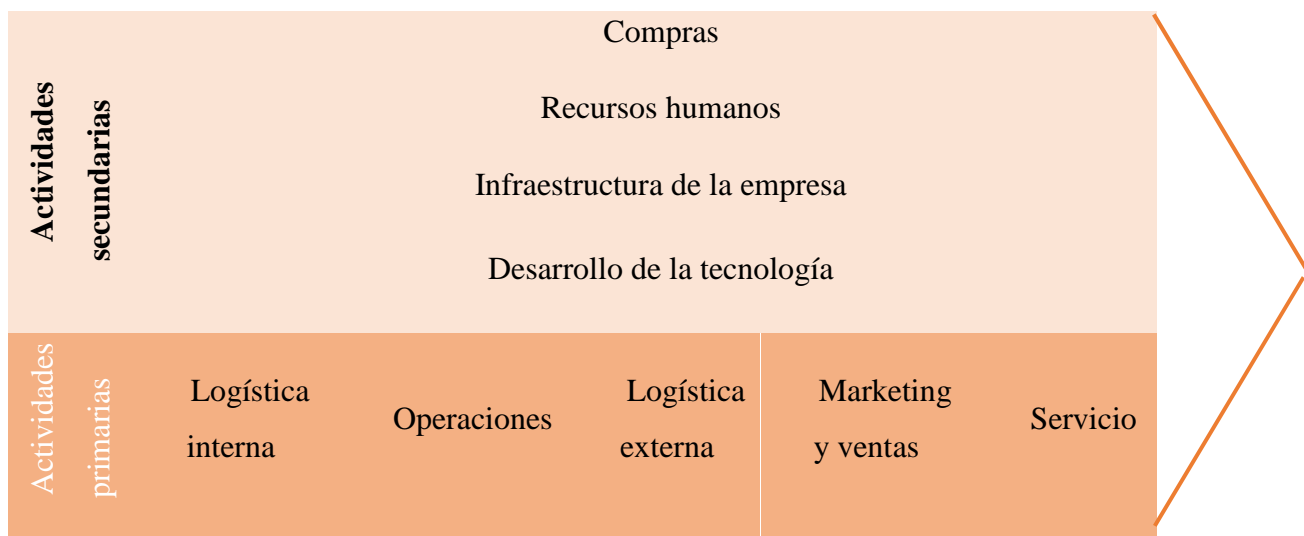 Actividades
secundarias
Compras
Recursos humanos
Infraestructura de la empresa
Desarrollo de la tecnología
Actividades
primarias
Logística
interna
Operaciones
Logística
externa
Marketing
y ventas
Servicio